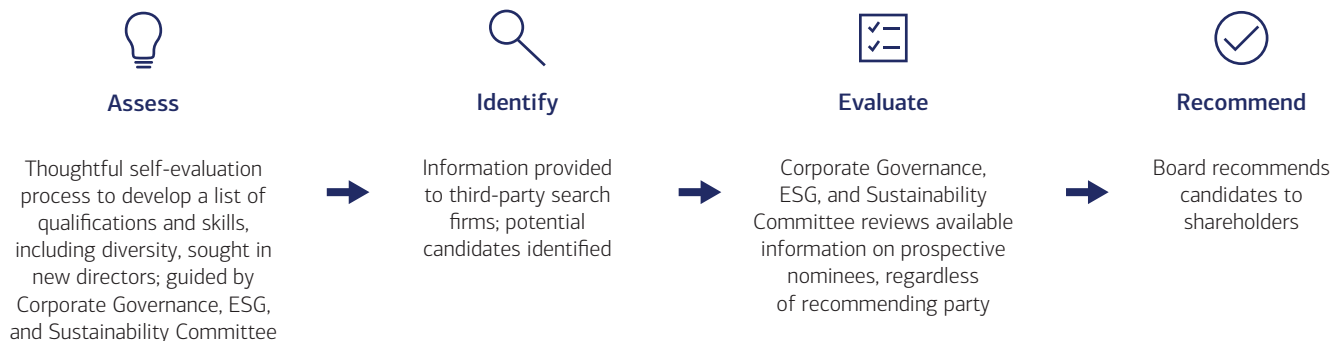 Assess
Thoughtful self-evaluation
process to develop a list of
qualifications and skills,
including diversity, sought in
new directors; guided by
Corporate Governance, ESG,
and Sustainability Committee
Identify
Information provided
to third-party search
firms; potential
candidates identified
Evaluate
Corporate Governance,
ESG, and Sustainability
Committee reviews available
information on prospective
nominees, regardless
of recommending party
Recommend
Board recommends
candidates to
shareholders